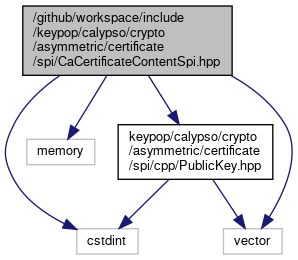 /github/workspace/include
/keypop/calypso/crypto
/asymmetric/certificate
/spi/CaCertificateContentSpi.hpp
memory
keypop/calypso/crypto
/asymmetric/certificate
/spi/cpp/PublicKey.hpp
cstdint
vector